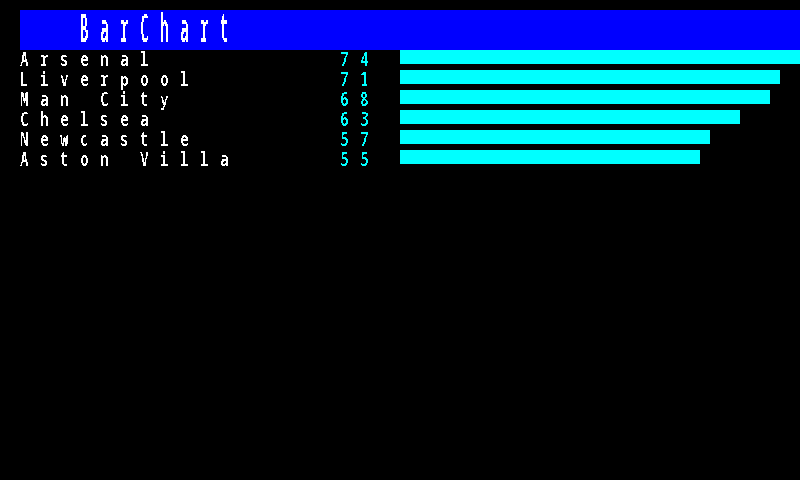 BarChart
Arsenal 74
Liverpool 71
Man City 68
Chelsea 63
Newcastle 57
Aston Villa 55